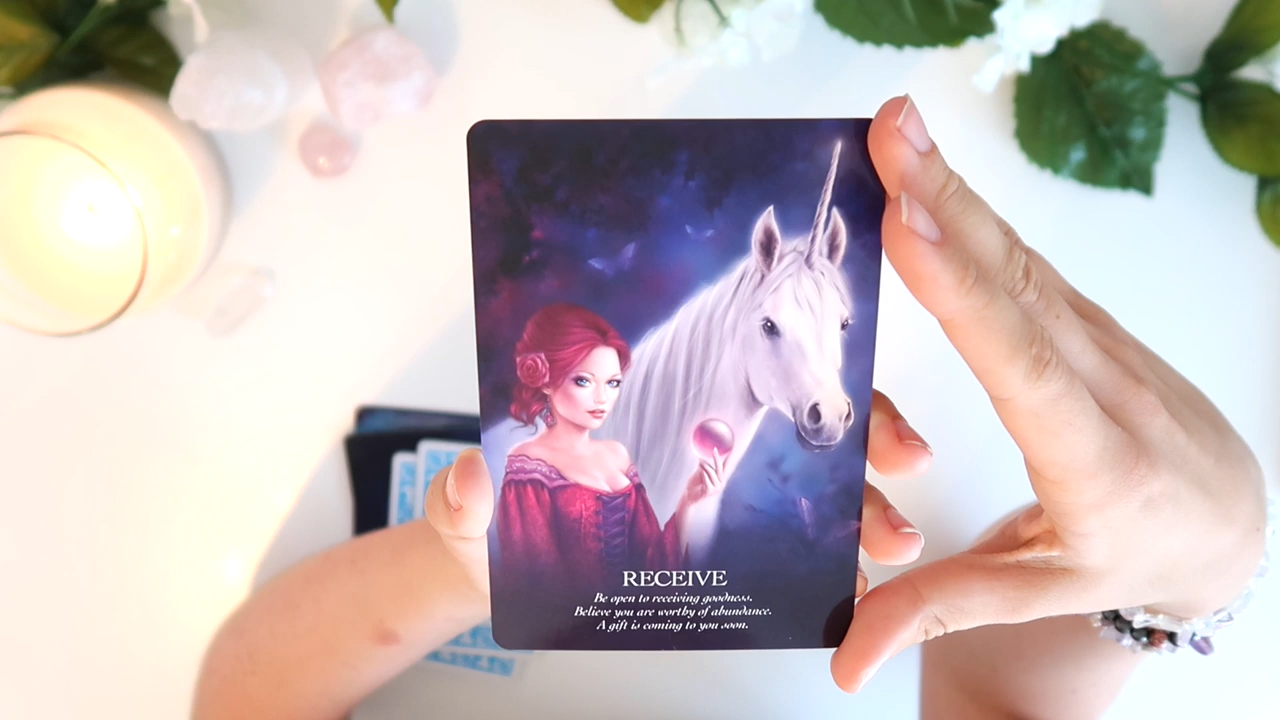 RECEIVE
Be open to receiving goodness.
Believe you are worthy of abundance.
A gift is coming to you soon.